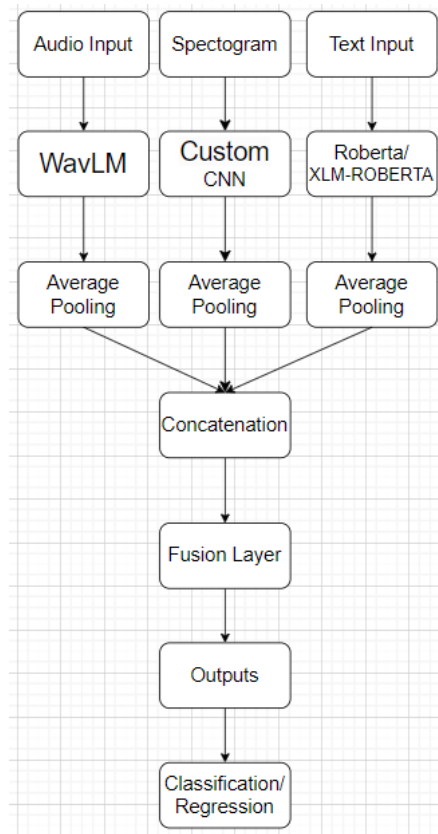 Audio Input
Spectogram
Text Input
WavLM
Custom
CNN
Roberta/
XLM-ROBERTA
Average
Pooling
Average
Pooling
Average
Pooling
Concatenation
Fusion Layer
Outputs
Classification/
Regression